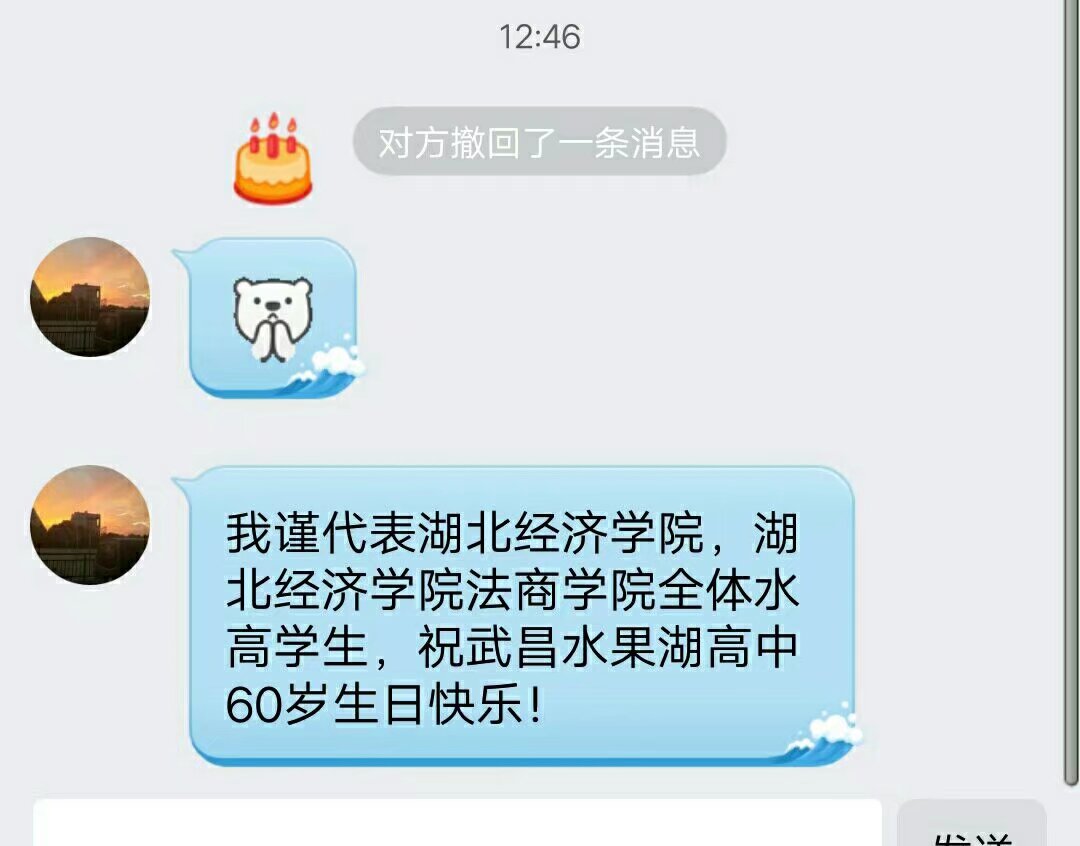 12:46
对方撤回了一条消息
我谨代表湖北经济学院，湖
北经济学院法商学院全体水
高学生，祝武昌水果湖高中
60岁生日快乐！
发送